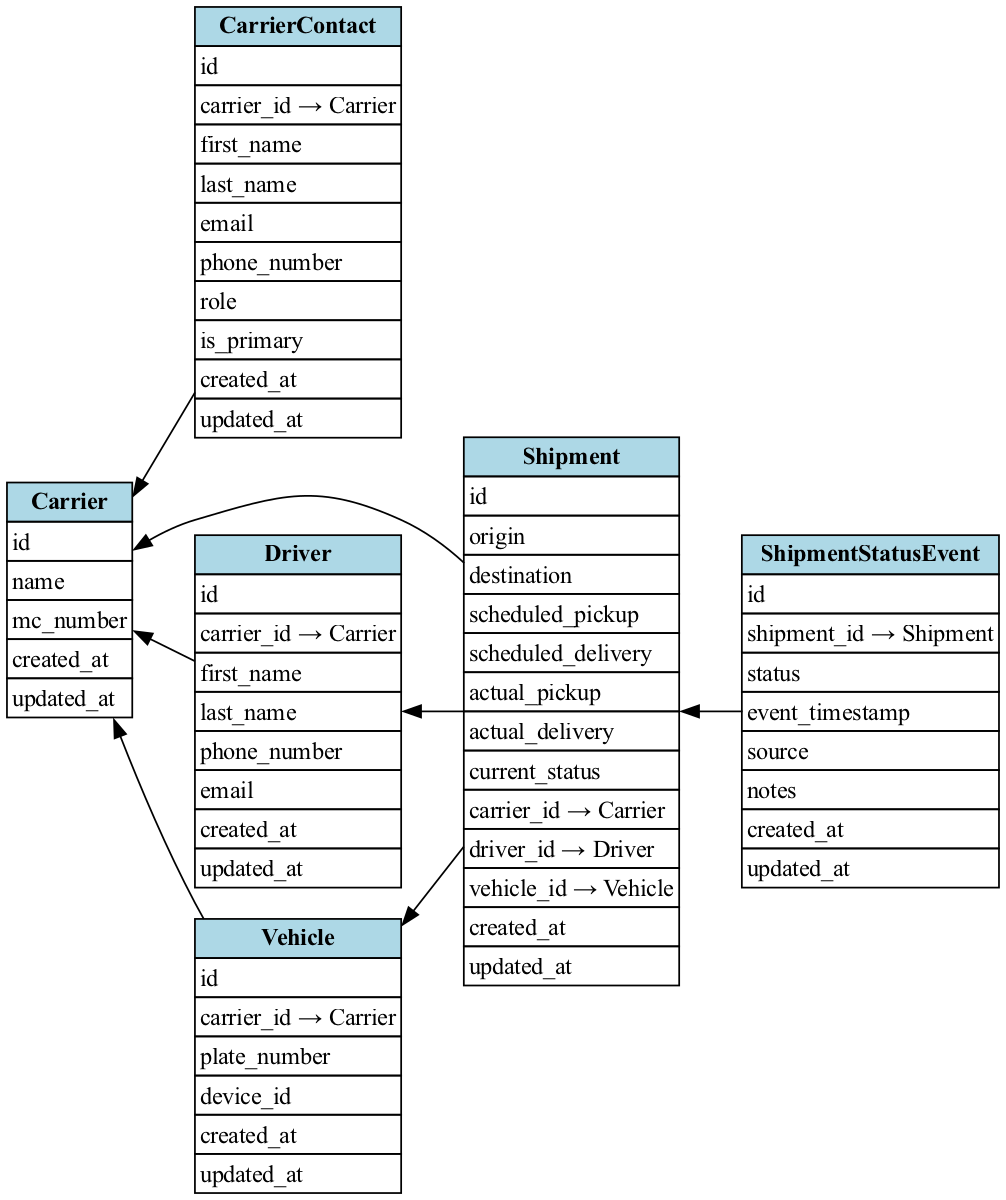 CarrierContact
id
carrier_id → Carrier
first_name
last_name
email
phone_number
role
is_primary
created_at
updated_at
Carrier
id
name
mc_number
created_at
updated_at
Driver
id
carrier_id → Carrier
first_name
last_name
phone_number
email
created_at
updated_at
Vehicle
id
carrier_id → Carrier
plate_number
device_id
created_at
updated_at
Shipment
id
origin
destination
scheduled_pickup
scheduled_delivery
actual_pickup
actual_delivery
current_status
carrier_id → Carrier
driver_id → Driver
vehicle_id → Vehicle
created_at
updated_at
ShipmentStatusEvent
id
shipment_id → Shipment
status
event_timestamp
source
notes
created_at
updated_at